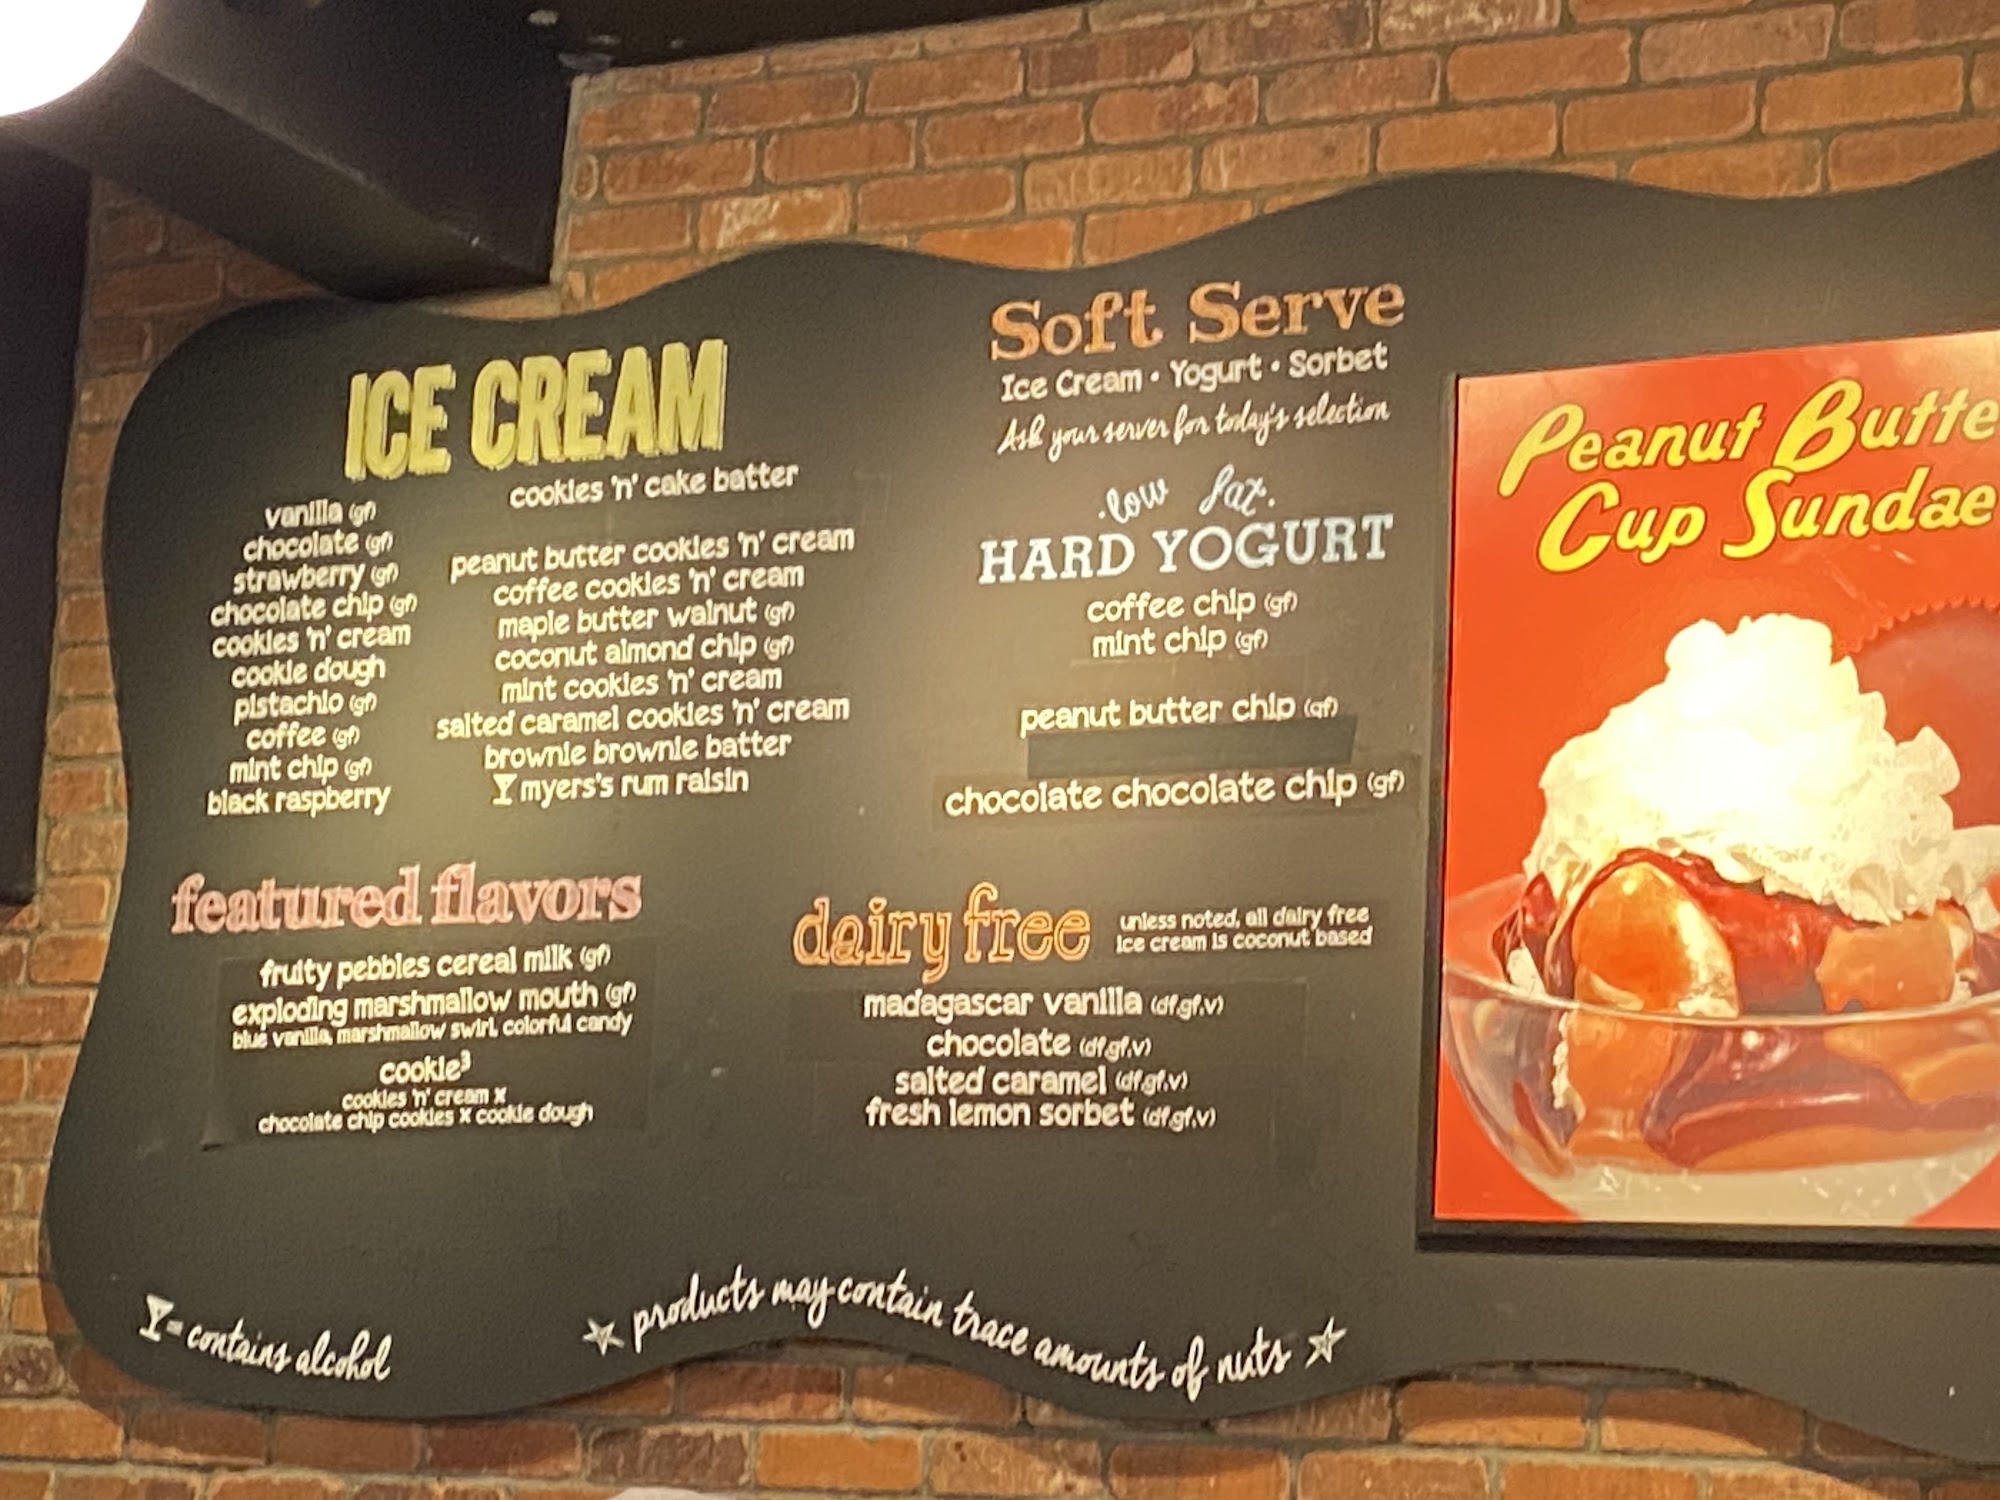 ICE CREAM
vanilla (gf)
chocolate (gf)
strawberry (gf)
chocolate chip (gf)
cookies 'n' cream
cookie dough
pistachio (gf)
coffee (gf)
mint chip (gf)
black raspberry
cookies 'n' cake batter
peanut butter cookies 'n' cream
coffee cookies 'n' cream
maple butter walnut (gf)
coconut almond chip (gf)
mint cookies 'n' cream
salted caramel cookies 'n' cream
brownie brownie batter
myers's rum raisin
featured flavors
fruity pebbles cereal milk (gf)
exploding marshmallow mouth (gf)
blue vanilla, marshmallow swirl, colorful candy
cookie³
cookies 'n' cream x
chocolate chip cookies x cookie dough
Soft Serve
Ice Cream • Yogurt • Sorbet
Ask your server for today's selection
.low fat.
HARD YOGURT
coffee chip (gf)
mint chip (gf)
peanut butter chip (gf)
chocolate chocolate chip (gf)
dairy free
unless noted, all dairy free
ice cream is coconut based
madagascar vanilla (df,gf,v)
chocolate (df,gf,v)
salted caramel (df,gf,v)
fresh lemon sorbet (df,gf,v)
= contains alcohol
☆ products may contain trace amounts of nuts ☆
Peanut Butte
Cup Sundae